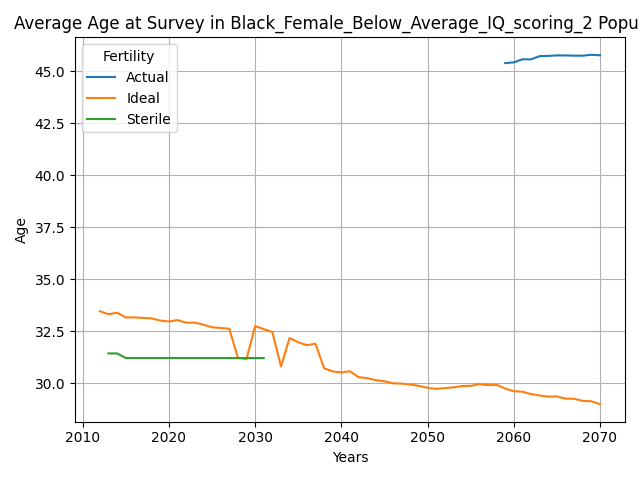 Average Age at Survey in Black_Female_Below_Average_IQ_scoring_2 Popu
Fertility
Actual
Ideal
Sterile
45.0
42.5
40.0
37.5
35.0
32.5
30.0
Age
2010 2020 2030 2040 2050 2060 2070
Years